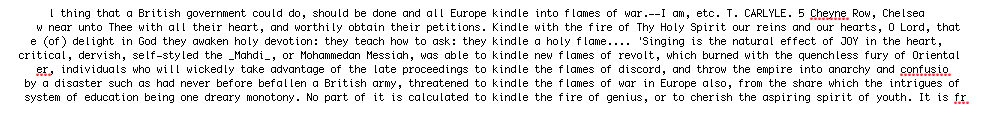 l thing that a British government could do, should be done and all Europe kindle into flames of war.--I am, etc. T. CARLYLE. 5 Cheyne Row, Chelsea
w near unto Thee with all their heart, and worthily obtain their petitions. Kindle with the fire of Thy Holy Spirit our reins and our hearts, O Lord, that
e (of) delight in God they awaken holy devotion: they teach how to ask: they kindle a holy flame.... 'Singing is the natural effect of JOY in the heart,
critical, dervish, self-styled the _Mahdi_, or Mohammedan Messiah, was able to kindle new flames of revolt, which burned with the quenchless fury of Oriental
er, individuals who will wickedly take advantage of the late proceedings to kindle the flames of discord, and throw the empire into anarchy and confusio
by a disaster such as had never before befallen a British army, threatened to kindle the flames of war in Europe also, from the share which the intrigues of
system of education being one dreary monotony. No part of it is calculated to kindle the fire of genius, or to cherish the aspiring spirit of youth. It is fr